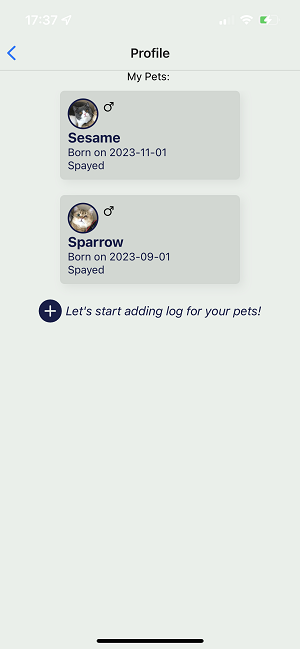 17:37
Profile
My Pets:
Sesame
Born on 2023-11-01
Spayed
Sparrow
Born on 2023-09-01
Spayed
Let's start adding log for your pets!